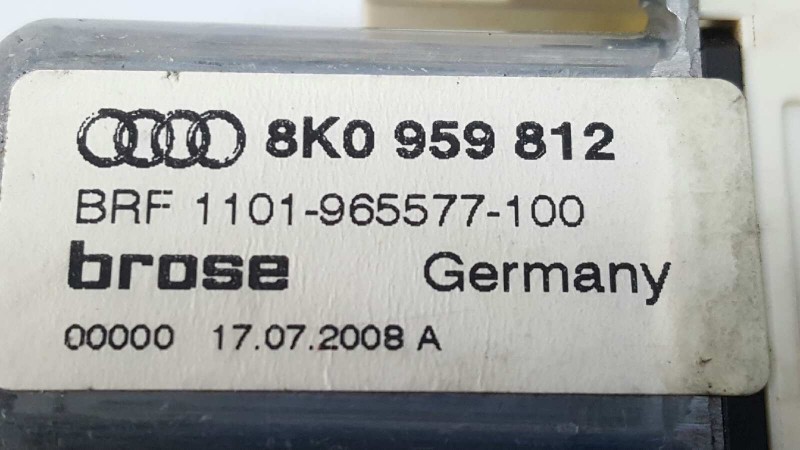 8K0 959 812
BRF 1101-965577-100
brose Germany
00000 17.07.2008 A